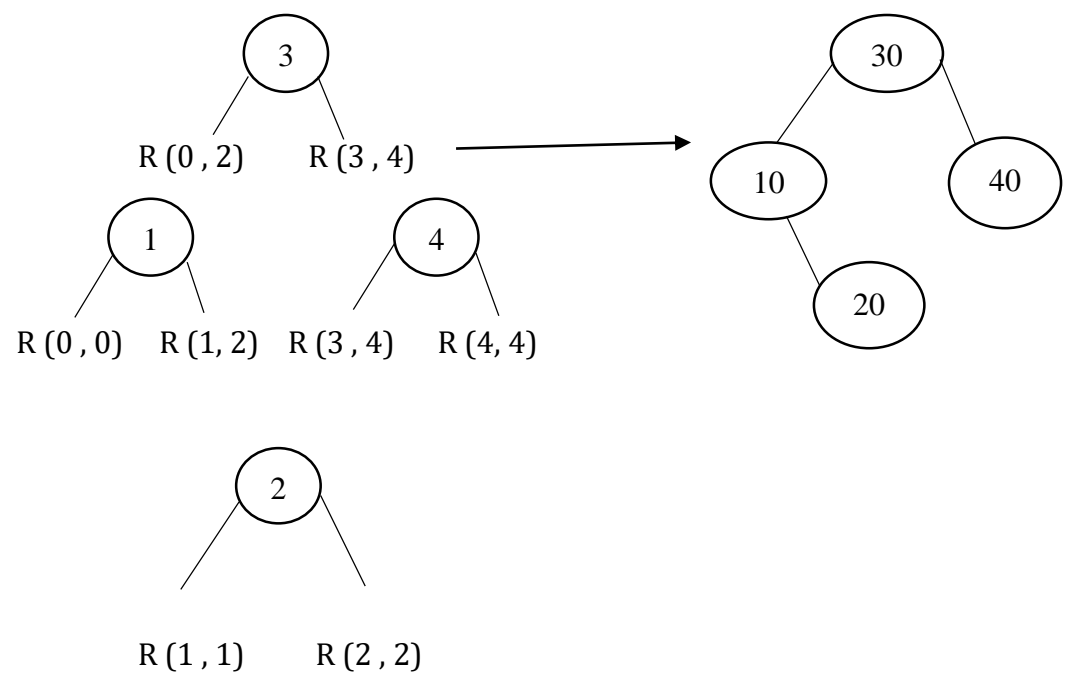 3
30
R (0 , 2) R (3 , 4)
10
40
1
4
20
R (0 , 0) R (1, 2) R (3 , 4) R (4, 4)
2
R (1 , 1) R (2 , 2)